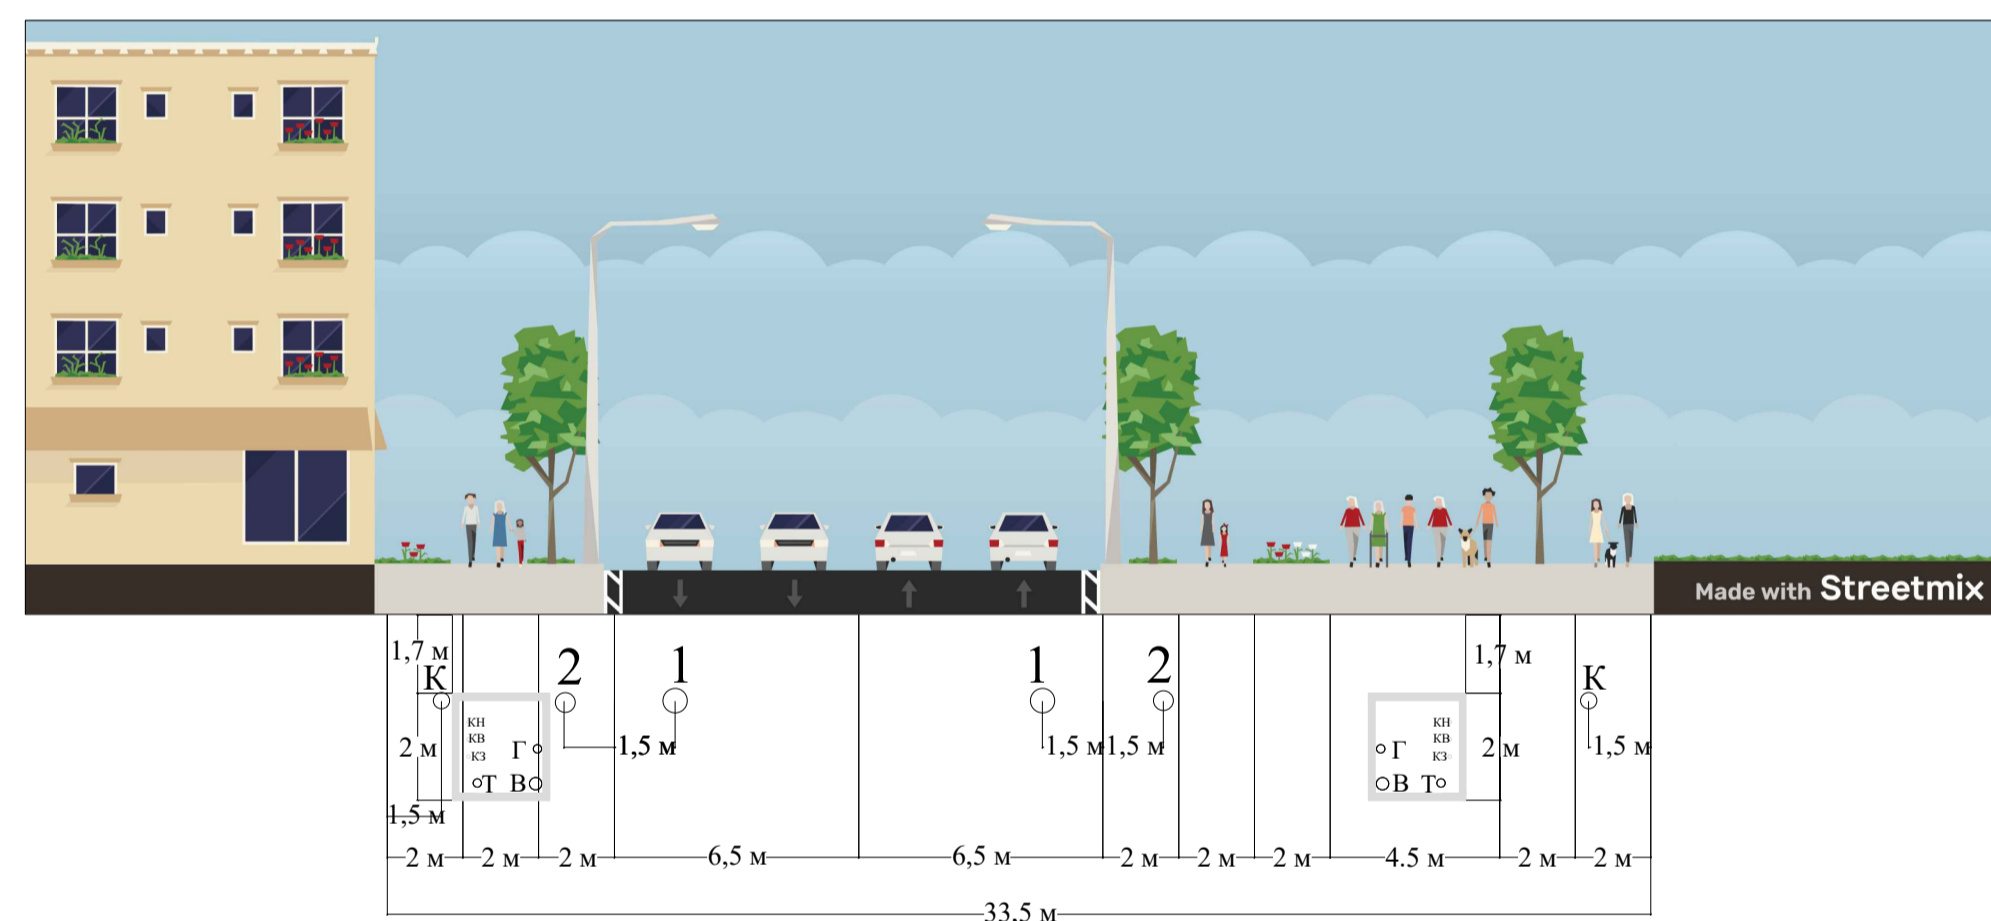 Made with Streetmix
1,7 м
К
2
1
1
2
1,7 м
К
КН
КВ
КЗ
Г
Т
В
2 м
1,5 м
1,5 м
1,5 м
Г
В
КН
КВ
КЗ
Т
2 м
1,5 м
1,5 м
2 м
2 м
2 м
6,5 м
6,5 м
2 м
2 м
2 м
4.5 м
2 м
2 м
33,5 м